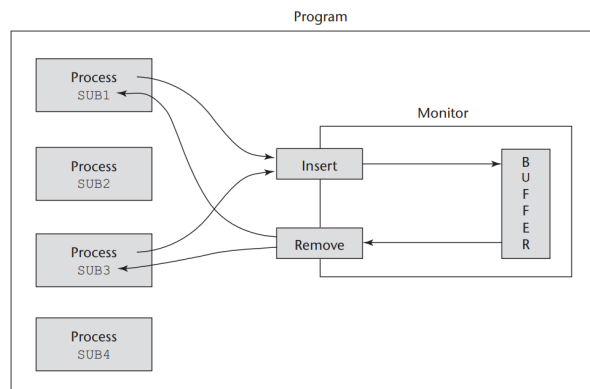 Program
Process
SUB1
Process
SUB2
Process
SUB3
Process
SUB4
Monitor
Insert
Remove
B
U
F
F
E
R